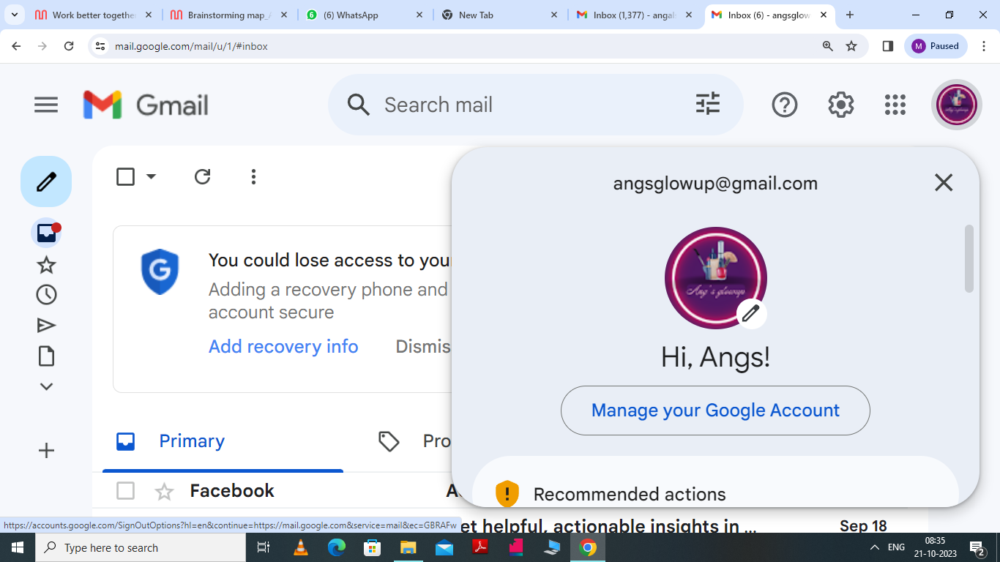 Work better together
Brainstorming map_
(6) WhatsApp
New Tab
Inbox (1,377) - anga
Inbox (6) - angsglow
mail.google.com/mail/u/1/#inbox
M
Paused
Gmail
Search mail
angsglowup@gmail.com
You could lose access to your
Adding a recovery phone and
account secure
Add recovery info
Dismis
Ang's glowup
Hi, Angs!
Manage your Google Account
Primary
Pro
Recommended actions
Facebook
https://accounts.google.com/SignOutOptions?hl=en&continue=https://mail.google.com&service=mail&ec=GBRAFw
et helpful, actionable insights in ...
Sep 18
Type here to search
ENG
08:35
21-10-2023
2